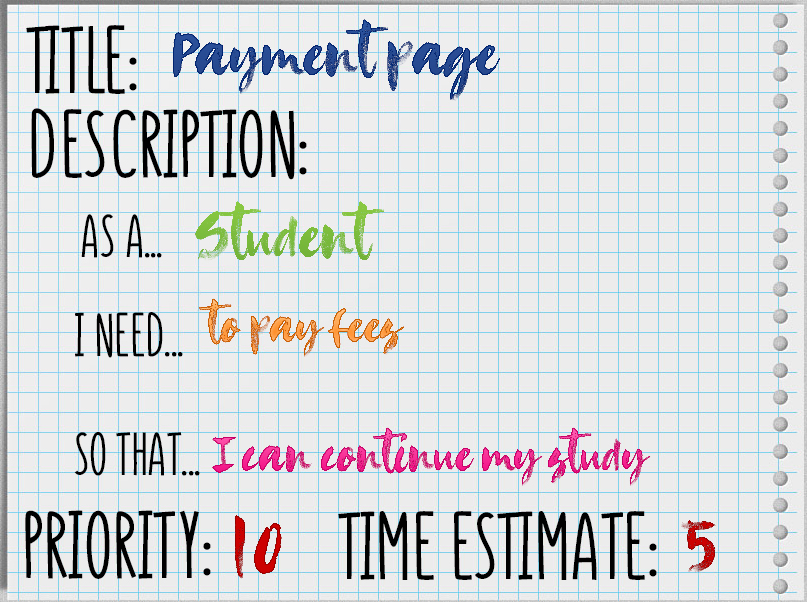 TITLE: Payment page
DESCRIPTION:
AS A... Student
I NEED... to pay fees
SO THAT... I can continue my study
PRIORITY: 10 TIME ESTIMATE: 5